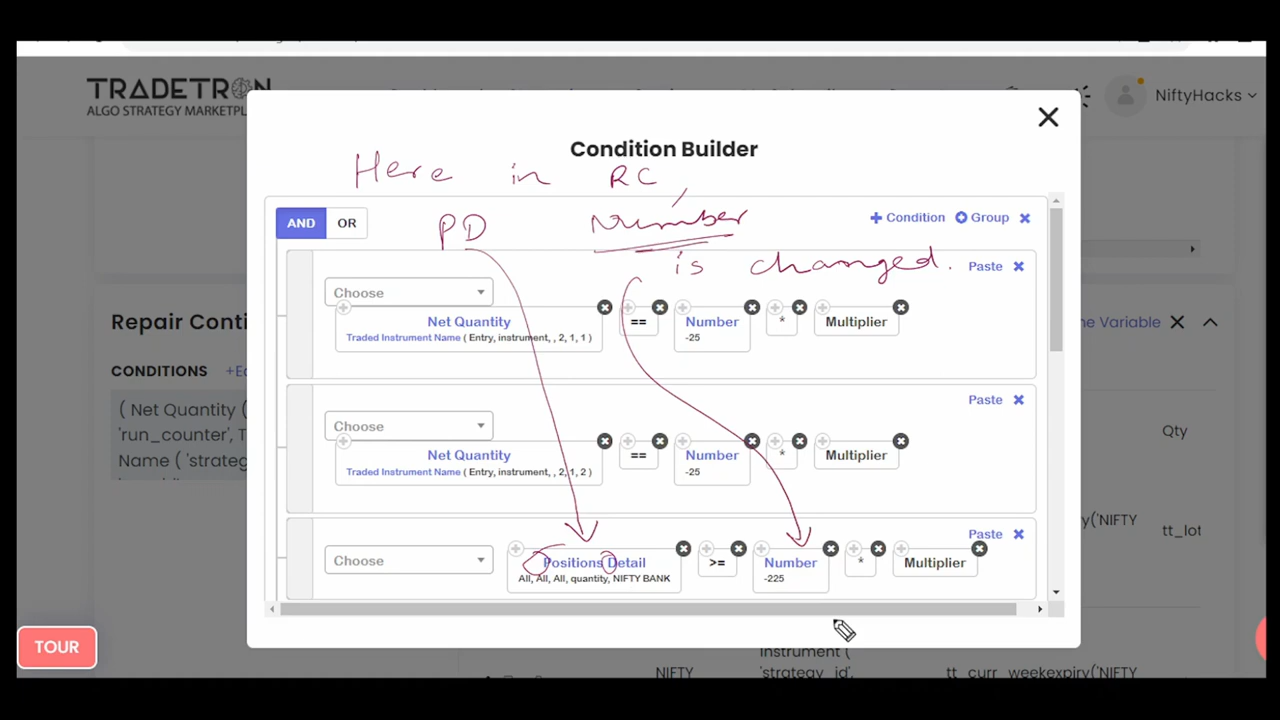 TRADETRON
ALGO STRATEGY MARKETPL
NiftyHacks
Condition Builder
Here in RC,
AND OR
PD Number
+ Condition Group
is changed.
Paste
Choose
Net Quantity == Number * Multiplier
Traded Instrument Name ( Entry, instrument, , 2, 1, 1 ) -25
Paste
Choose
Net Quantity == Number * Multiplier
Traded Instrument Name ( Entry, instrument, , 2, 1, 2 ) -25
Paste
Choose
Positions Detail >= Number * Multiplier
All, All, All, quantity, NIFTY BANK -225
Repair Conti
ne Variable
CONDITIONS
( Net Quantity (
'run_counter', T
Name ( 'strateg
Qty
y('NIFTY
tt_lot
TOUR
Instrument (
NIFTY 'strategy_id', tt_curr_weekexpiry('NIFTY